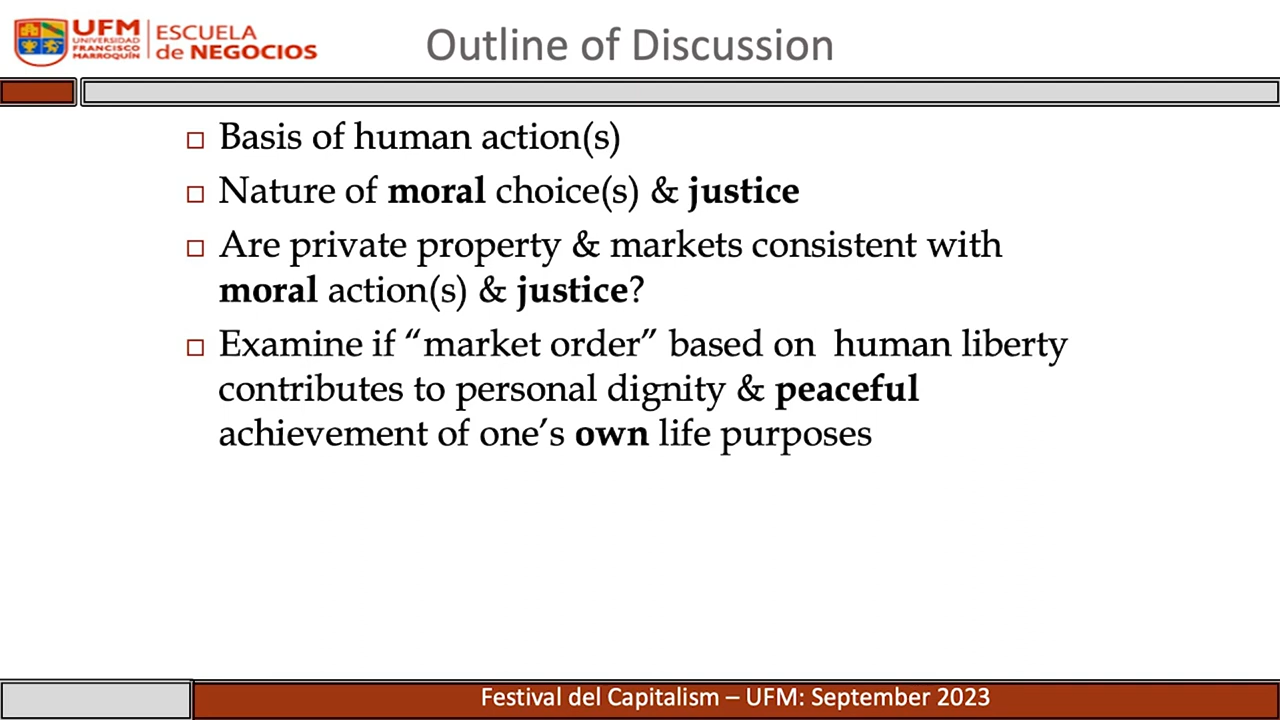 UFM
UNIVERSIDAD
FRANCISCO
MARROQUÍN
ESCUELA
de NEGOCIOS
Outline of Discussion
Basis of human action(s)
Nature of moral choice(s) & justice
Are private property & markets consistent with
moral action(s) & justice?
Examine if “market order” based on  human liberty
contributes to personal dignity & peaceful
achievement of one’s own life purposes
Festival del Capitalism – UFM: September 2023